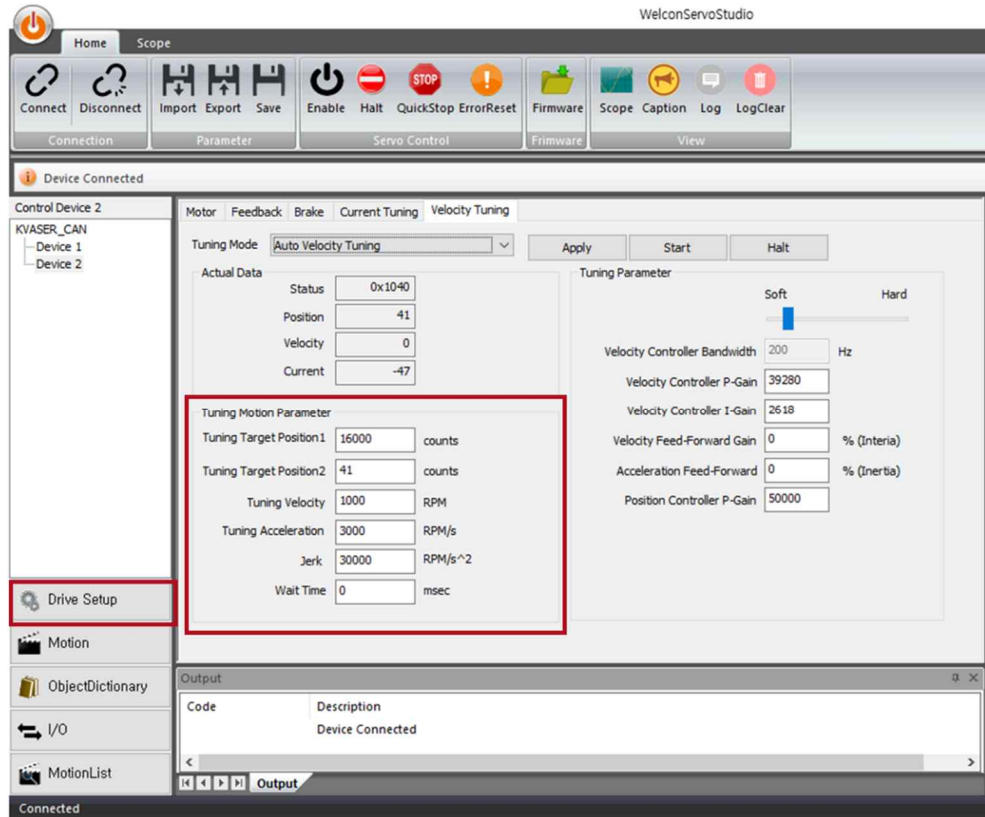 WelconServoStudio
Home Scope
Connect Disconnect Import Export Save Enable Halt QuickStop ErrorReset Firmware Scope Caption Log LogClear
Connection Parameter Servo Control Frimware View
Device Connected
Control Device 2
KVASER_CAN
Device 1
Device 2
Motor Feedback Brake Current Tuning Velocity Tuning
Tuning Mode Auto Velocity Tuning Apply Start Halt
Actual Data
Status 0x1040
Position 41
Velocity 0
Current -47
Tuning Motion Parameter
Tuning Target Position1 16000 counts
Tuning Target Position2 41 counts
Tuning Velocity 1000 RPM
Tuning Acceleration 3000 RPM/s
Jerk 30000 RPM/s^2
Wait Time 0 msec
Tuning Parameter
Soft Hard
Velocity Controller Bandwidth 200 Hz
Velocity Controller P-Gain 39280
Velocity Controller I-Gain 2618
Velocity Feed-Forward Gain 0 % (Interia)
Acceleration Feed-Forward 0 % (Inertia)
Position Controller P-Gain 50000
Drive Setup
Motion
ObjectDictionary
I/O
MotionList
Output
Code Description
Device Connected
Output
Connected
STOP